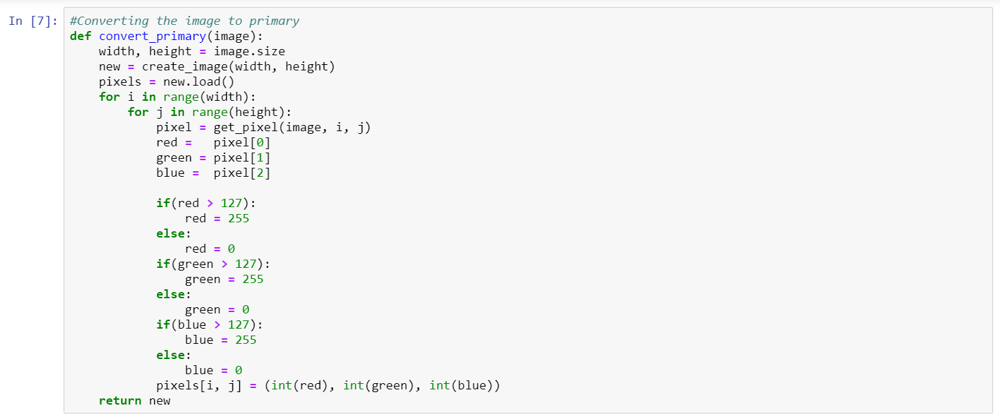 In [7]: #Converting the image to primary
def convert_primary(image):
    width, height = image.size
    new = create_image(width, height)
    pixels = new.load()
    for i in range(width):
        for j in range(height):
            pixel = get_pixel(image, i, j)
            red =   pixel[0]
            green = pixel[1]
            blue =  pixel[2]

            if(red > 127):
                red = 255
            else:
                red = 0
            if(green > 127):
                green = 255
            else:
                green = 0
            if(blue > 127):
                blue = 255
            else:
                blue = 0
            pixels[i, j] = (int(red), int(green), int(blue))
    return new